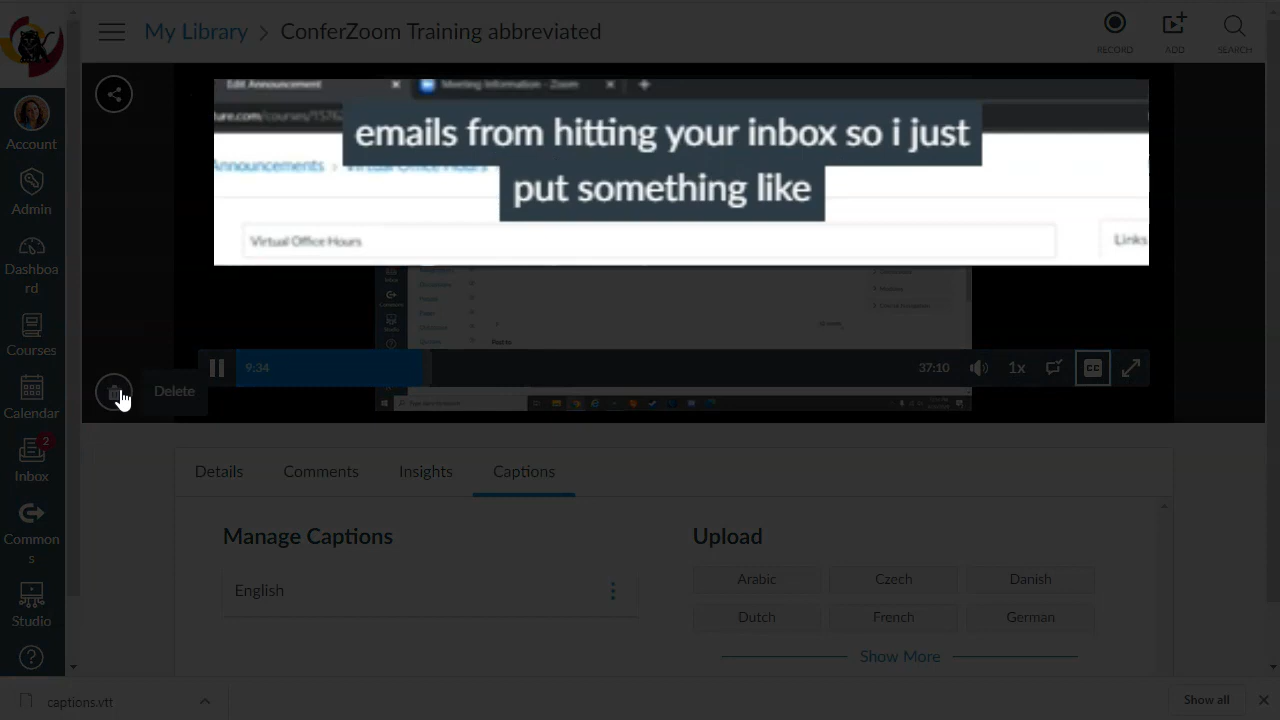 My Library > ConferZoom Training abbreviated
RECORD
ADD
SEARCH
Edit Announcement
Meeting Information - Zoom
emails from hitting your inbox so i just
put something like
Announcements › Virtual Office Hours
Virtual Office Hours
Links
9:34
37:10
1x
CC
Delete
Account
Admin
Dashboa
rd
Courses
Calendar
2
Inbox
Common
s
Studio
Details
Comments
Insights
Captions
Manage Captions
English
Upload
Arabic
Czech
Danish
Dutch
French
German
Show More
captions.vtt
Show all